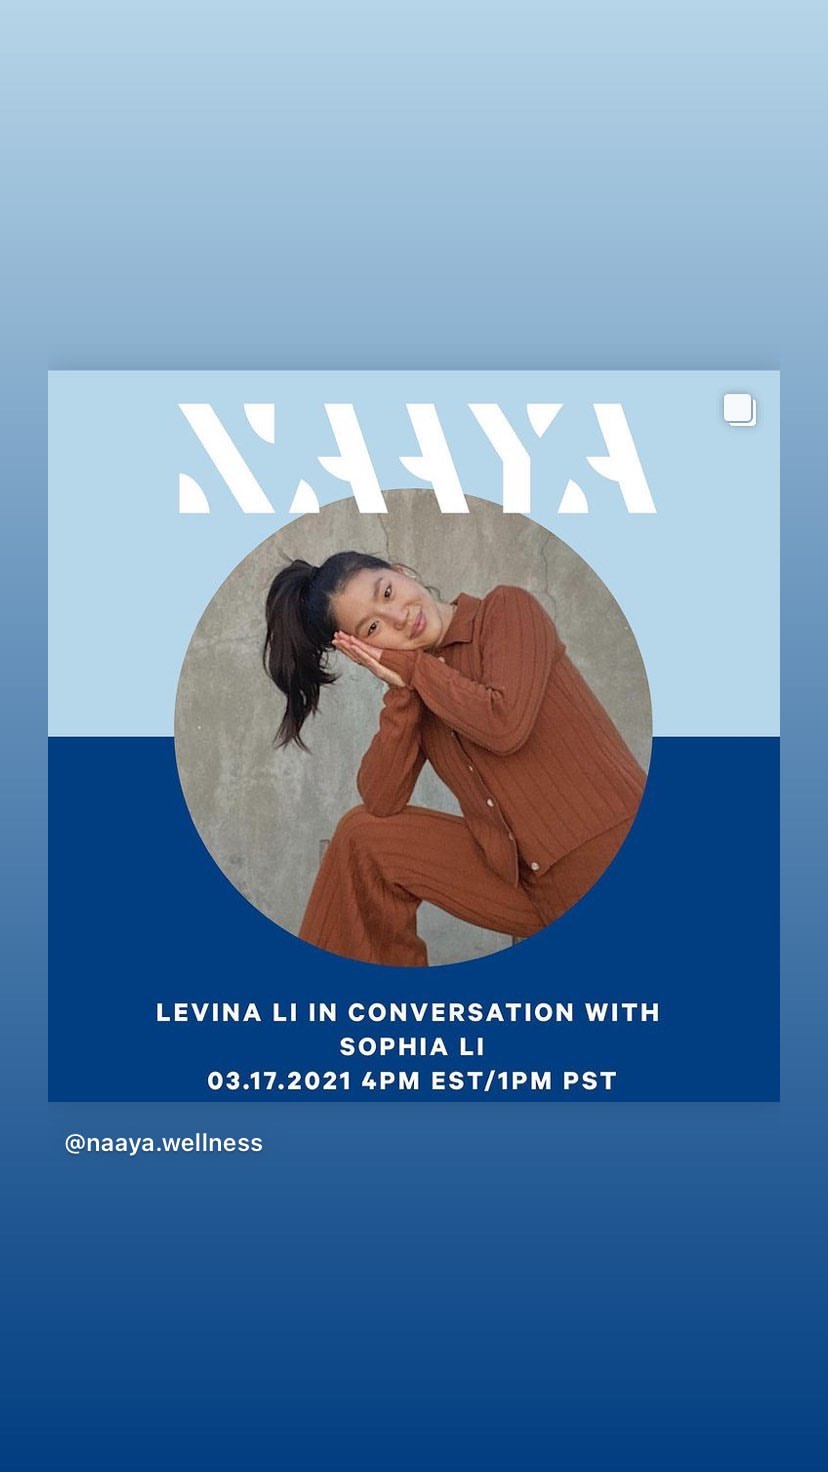 NAAYA
LEVINA LI IN CONVERSATION WITH
SOPHIA LI
03.17.2021 4PM EST/1PM PST
@naaya.wellness